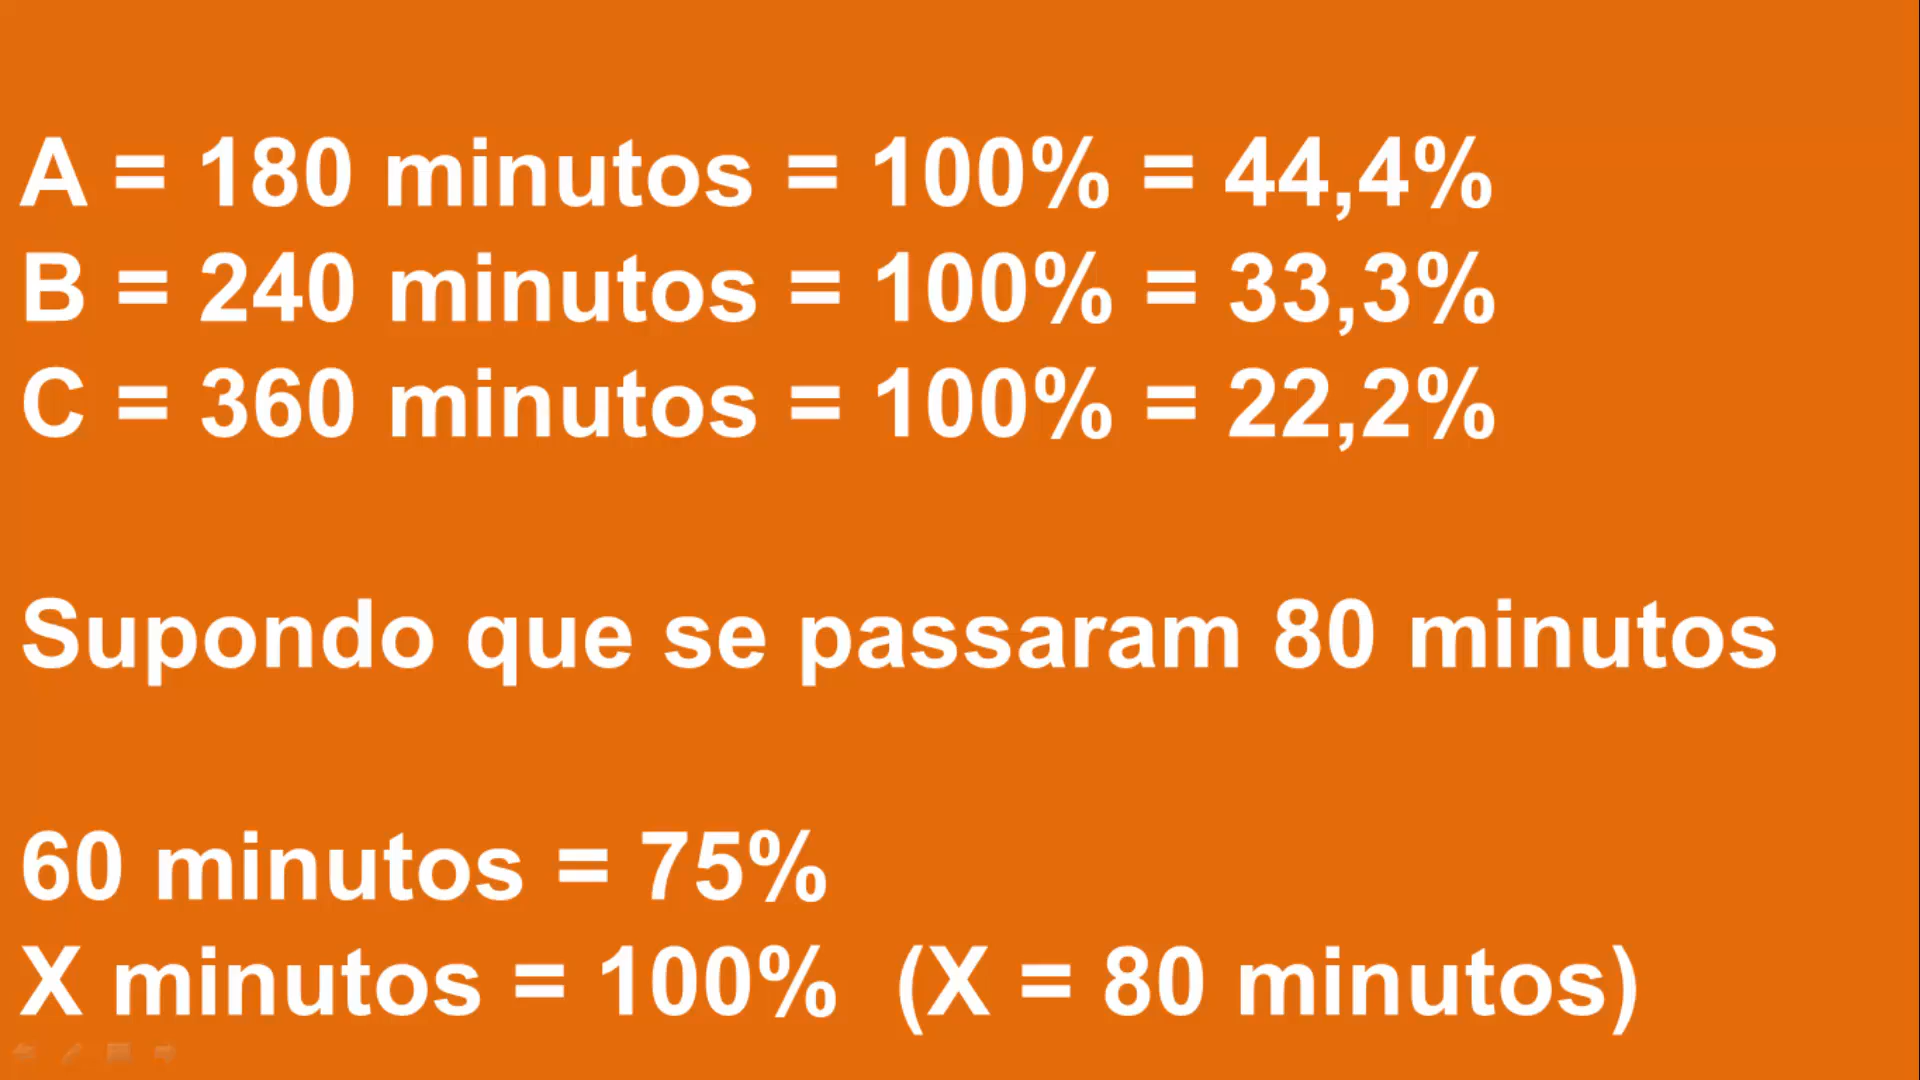 A = 180 minutos = 100% = 44,4%
B = 240 minutos = 100% = 33,3%
C = 360 minutos = 100% = 22,2%
Supondo que se passaram 80 minutos
60 minutos = 75%
X minutos = 100% (X = 80 minutos)